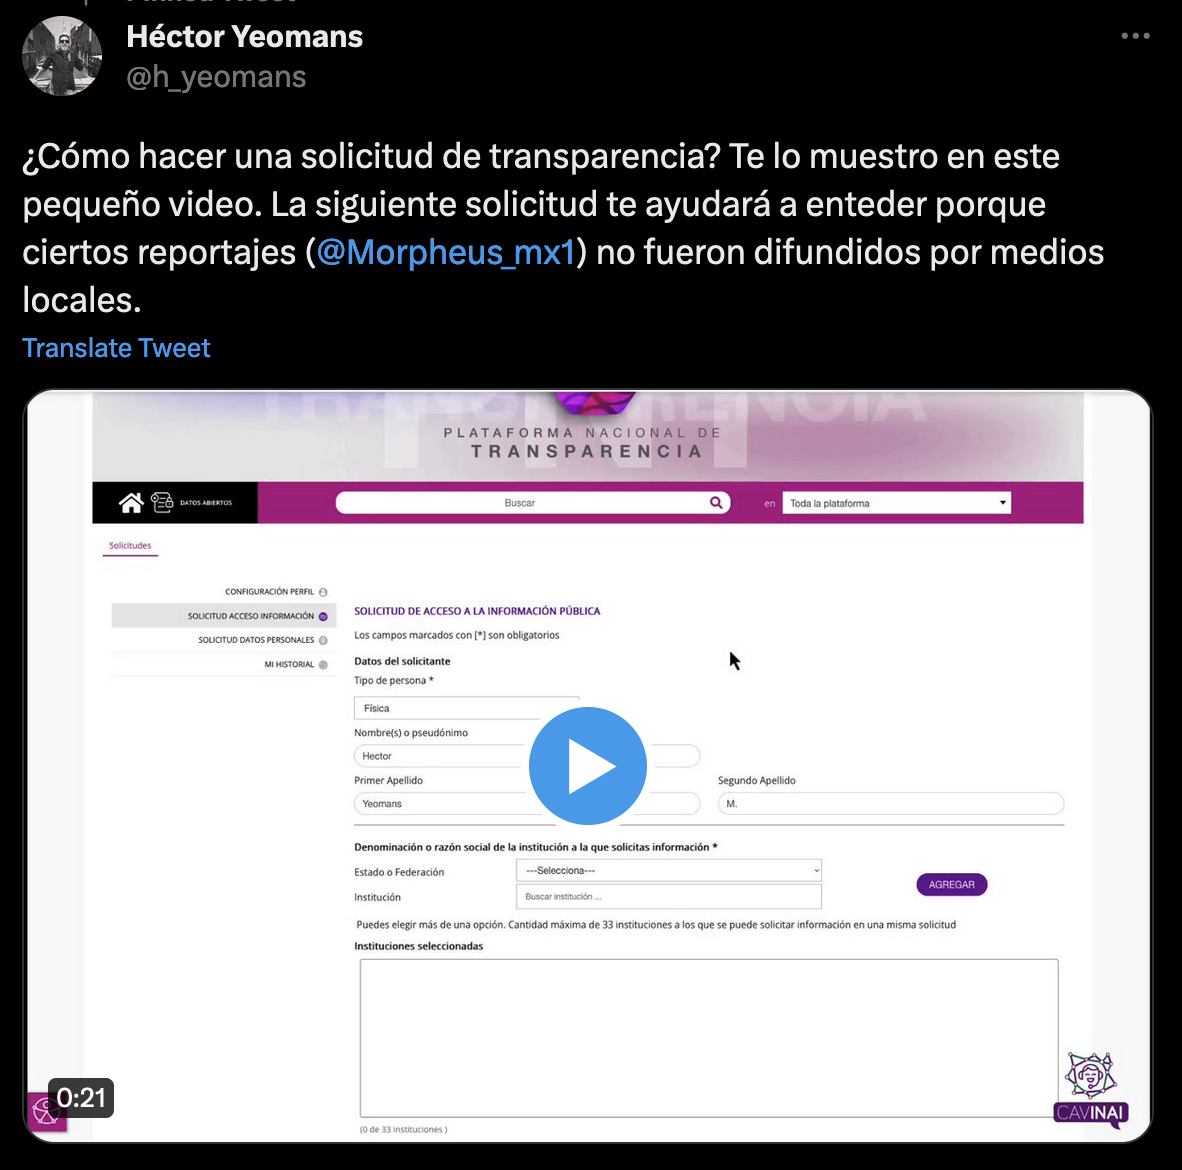 Pinned Tweet
Héctor Yeomans
@h_yeomans
¿Cómo hacer una solicitud de transparencia? Te lo muestro en este
pequeño video. La siguiente solicitud te ayudará a enteder porque
ciertos reportajes (@Morpheus_mx1) no fueron difundidos por medios
locales.
Translate Tweet
PLATAFORMA NACIONAL DE
TRANSPARENCIA
DATOS ABIERTOS
Buscar
en
Toda la plataforma
Solicitudes
CONFIGURACIÓN PERFIL
SOLICITUD ACCESO INFORMACIÓN
SOLICITUD DATOS PERSONALES
MI HISTORIAL
SOLICITUD DE ACCESO A LA INFORMACIÓN PÚBLICA
Los campos marcados con [*] son obligatorios
Datos del solicitante
Tipo de persona *
Física
Nombre(s) o pseudónimo
Hector
Primer Apellido
Segundo Apellido
Yeomans
M.
Denominación o razón social de la institución a la que solicitas información *
Estado o Federación
---Selecciona---
Institución
Buscar institución ...
AGREGAR
Puedes elegir más de una opción. Cantidad máxima de 33 instituciones a los que se puede solicitar información en una misma solicitud
Instituciones seleccionadas
(0 de 33 instituciones )
0:21
CAVINAI